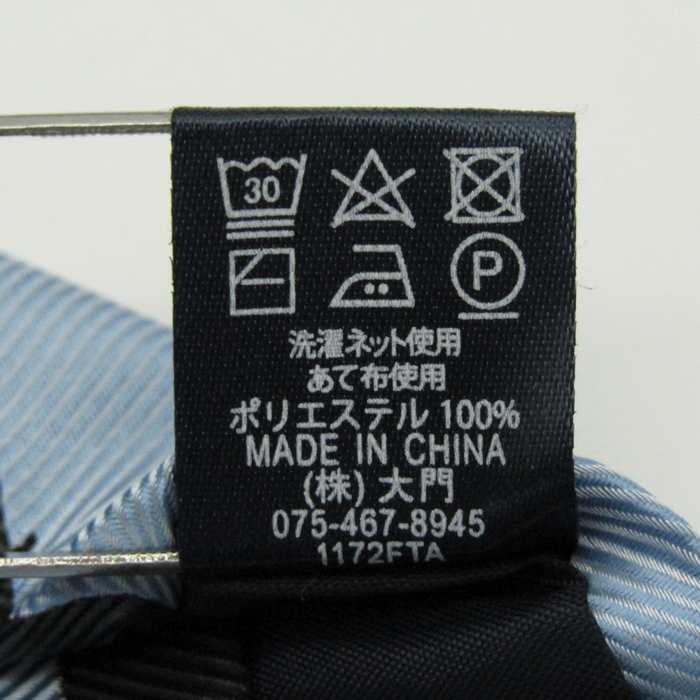 30
P
洗濯ネット使用
あて布使用
ポリエステル 100%
MADE IN CHINA
(株) 大門
075-467-8945
1172FTA